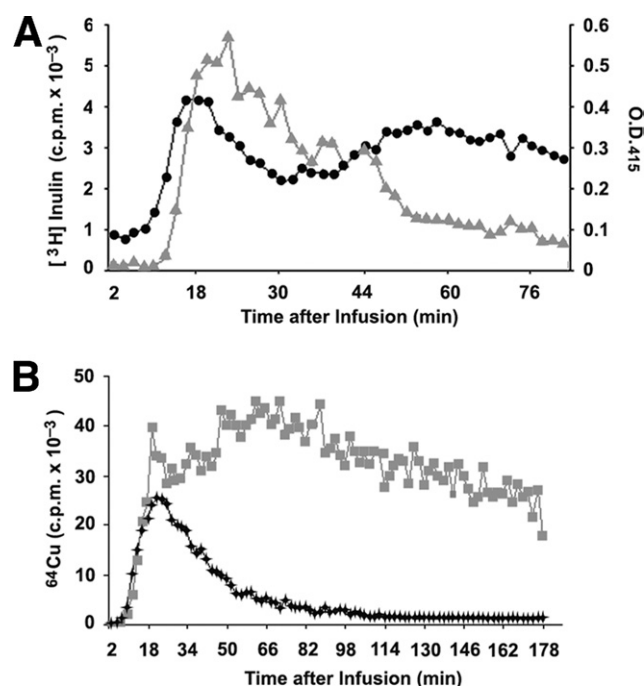 A
[ ³H] Inulin (c.p.m. x 10⁻³)
6
5
4
3
2
1
0
0.6
0.5
0.4
0.3
0.2
0.1
0
O.D.₄₁₅
2 18 30 44 60 76
Time after Infusion (min)
B
⁶⁴Cu (c.p.m. x 10⁻³)
50
40
30
20
10
0
2 18 34 50 66 82 98 114 130 146 162 178
Time after Infusion (min)